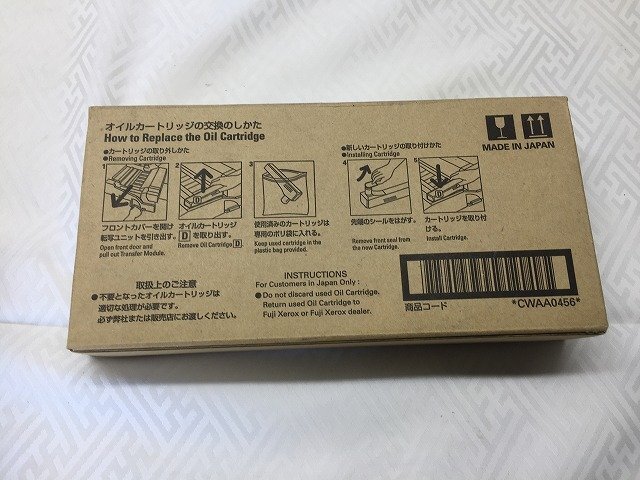 オイルカートリッジの交換のしかた
How to Replace the Oil Cartridge
MADE IN JAPAN
●カートリッジの取り外しかた
●Removing Cartridge
●新しいカートリッジの取り付けかた
●Installing Cartridge
1
フロントカバーを開け
転写ユニットを引き出す。
Open front door and
pull out Transfer Module.
2
D
オイルカートリッジ
D を取り出す。
Remove Oil Cartridge D
3
使用済みのカートリッジは
専用のポリ袋に入れる。
Keep used cartridge in the
plastic bag provided.
4
先端のシールをはがす。
Remove front seal from
the new Cartridge.
5
D
カートリッジを取り付
ける。
Install Cartridge.
取扱上のご注意
●不要となったオイルカートリッジは
適切な処理が必要です。
必ず弊社または販売店にお渡しください。
INSTRUCTIONS
For Customers in Japan Only :
●Do not discard used Oil Cartridge.
Return used Oil Cartridge to
Fuji Xerox or Fuji Xerox dealer.
商品コード
*CWAA0456*